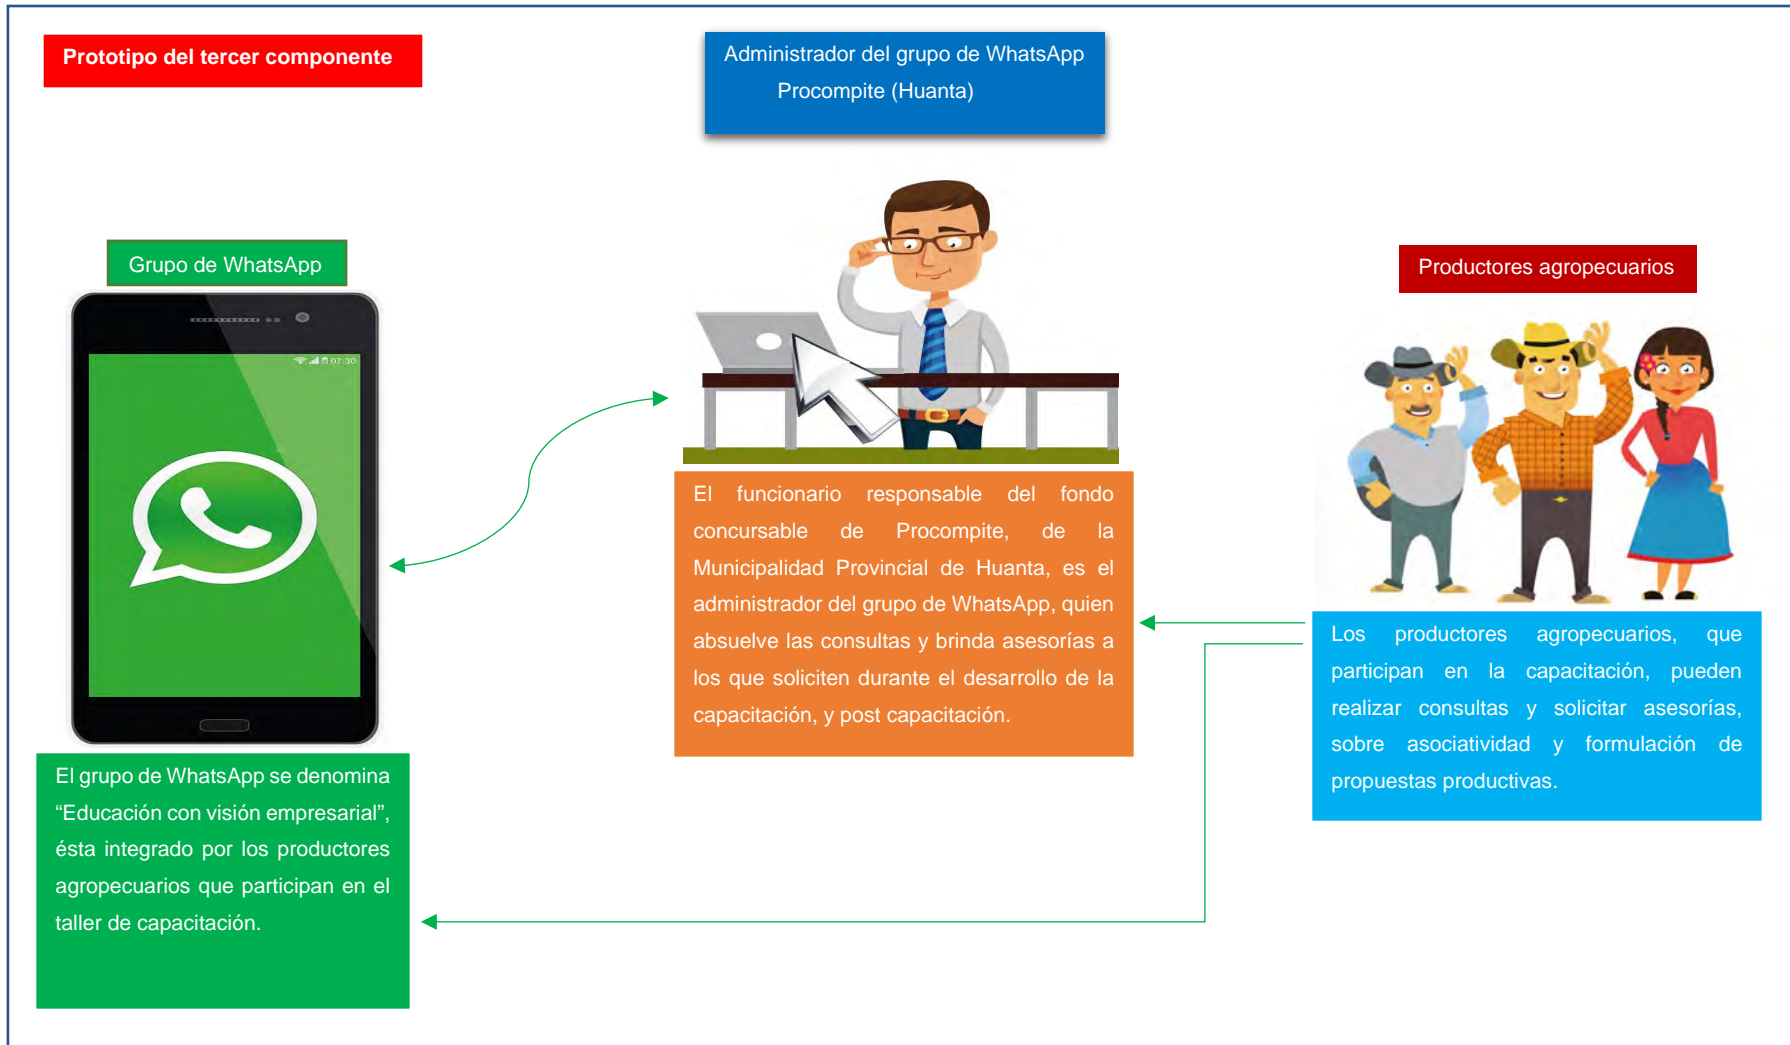 Prototipo del tercer componente
Administrador del grupo de WhatsApp
Procompite (Huanta)
Grupo de WhatsApp
07:30
El grupo de WhatsApp se denomina
“Educación con visión empresarial”,
ésta integrado por los productores
agropecuarios que participan en el
taller de capacitación.
El funcionario responsable del fondo
concursable de Procompite, de la
Municipalidad Provincial de Huanta, es el
administrador del grupo de WhatsApp, quien
absuelve las consultas y brinda asesorías a
los que soliciten durante el desarrollo de la
capacitación, y post capacitación.
Productores agropecuarios
Los productores agropecuarios, que
participan en la capacitación, pueden
realizar consultas y solicitar asesorías,
sobre asociatividad y formulación de
propuestas productivas.